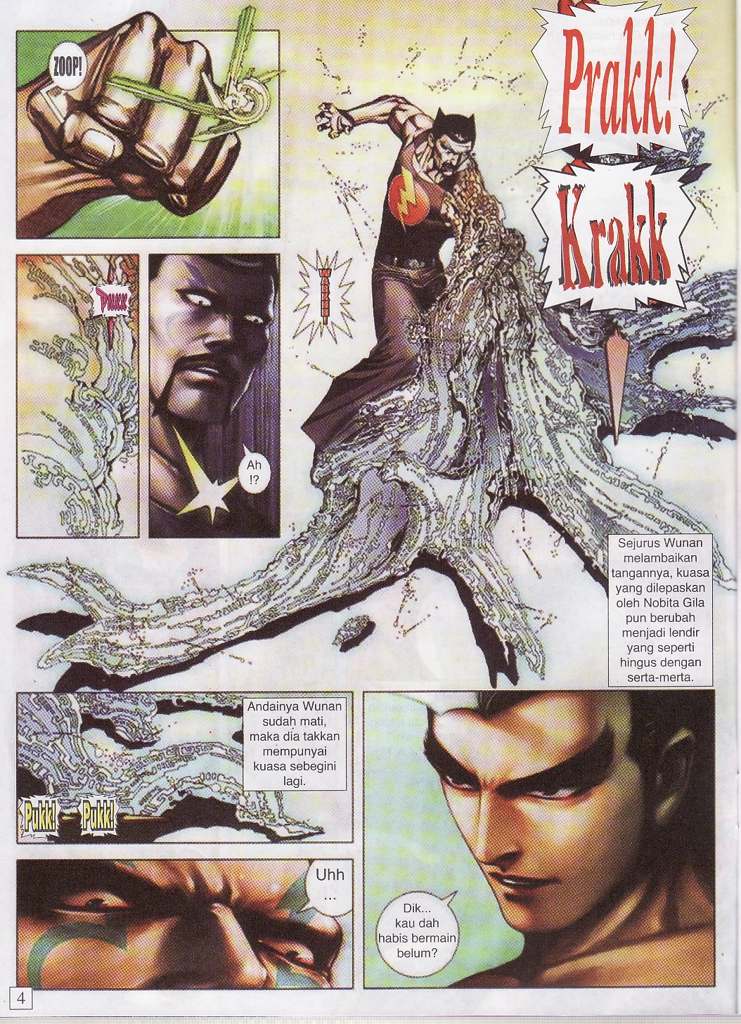 ZOOP!
Prakk!
Krakk
Ah
!?
Sejurus Wunan
melambaikan
tangannya, kuasa
yang dilepaskan
oleh Nobita Gila
pun berubah
menjadi lendir
yang seperti
hingus dengan
serta-merta.
Andainya Wunan
sudah mati,
maka dia takkan
mempunyai
kuasa sebegini
lagi.
Pukk!
Pukk!
Uhh
...
Dik...
kau dah
habis bermain
belum?
4